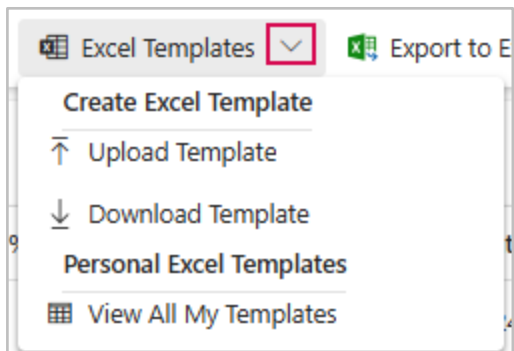 Excel Templates
Export to E
Create Excel Template
Upload Template
Download Template
%
Personal Excel Templates
View All My Templates